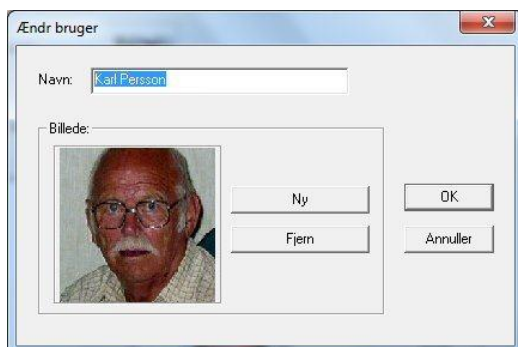 Ændr bruger
Navn: Karl Persson
Billede:
Ny
OK
Fjern
Annuller